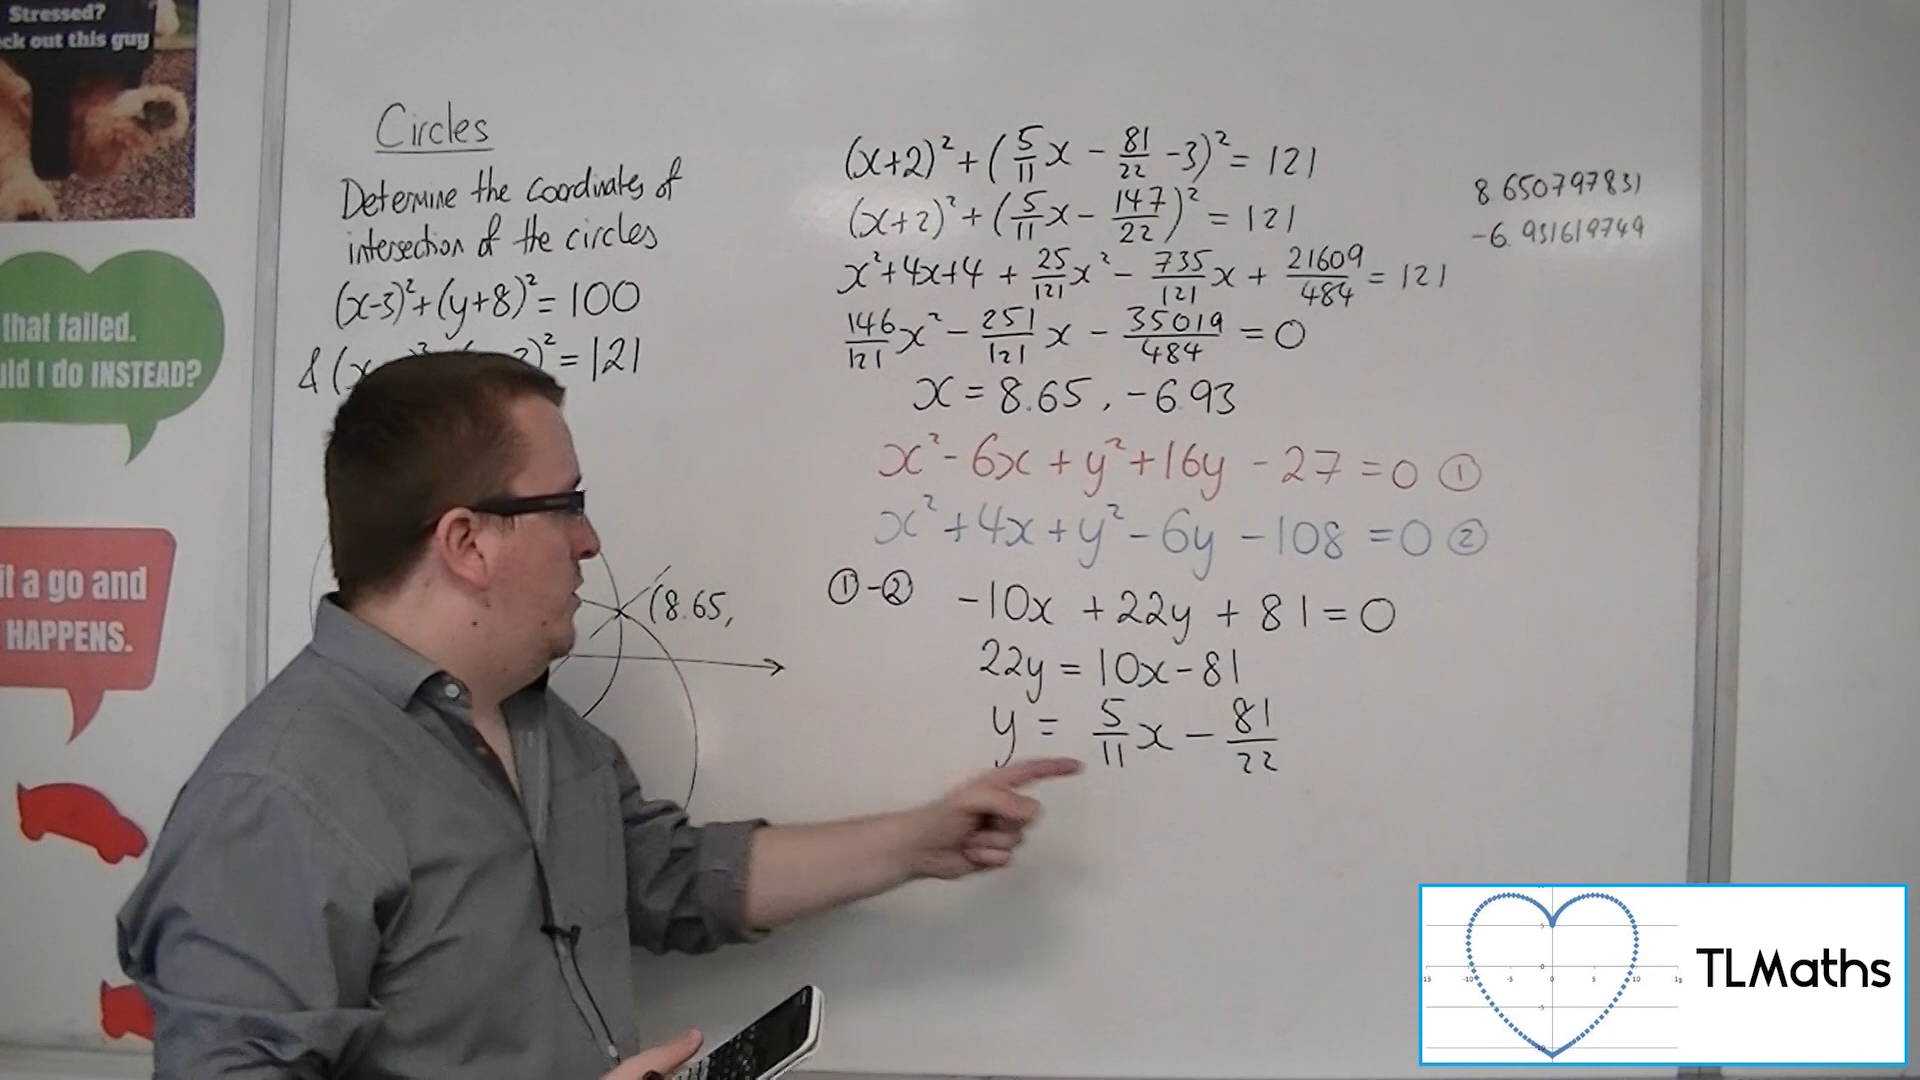 Stressed?
ck out this guy
that failed.
uld I do INSTEAD?
it a go and
HAPPENS.
Circles
Determine the coordinates of
intersection of the circles
(x-3)²+(y+8)²=100
&(x )²=121
(8.65,
(x+2)²+(5/11x - 81/22 -3)²=121
(x+2)²+(5/11x - 147/22)²=121
x²+4x+4 + 25/121x² - 735/121x + 21609/484 = 121
146/121x² - 251/121x - 35019/484 = 0
x = 8.65, -6.93
x²-6x+y²+16y-27=0 ①
x²+4x+y²-6y-108=0 ②
①-② -10x +22y + 81 = 0
22y = 10x-81
y = 5/11x - 81/22
8.650797831
-6.931619749
TLMaths